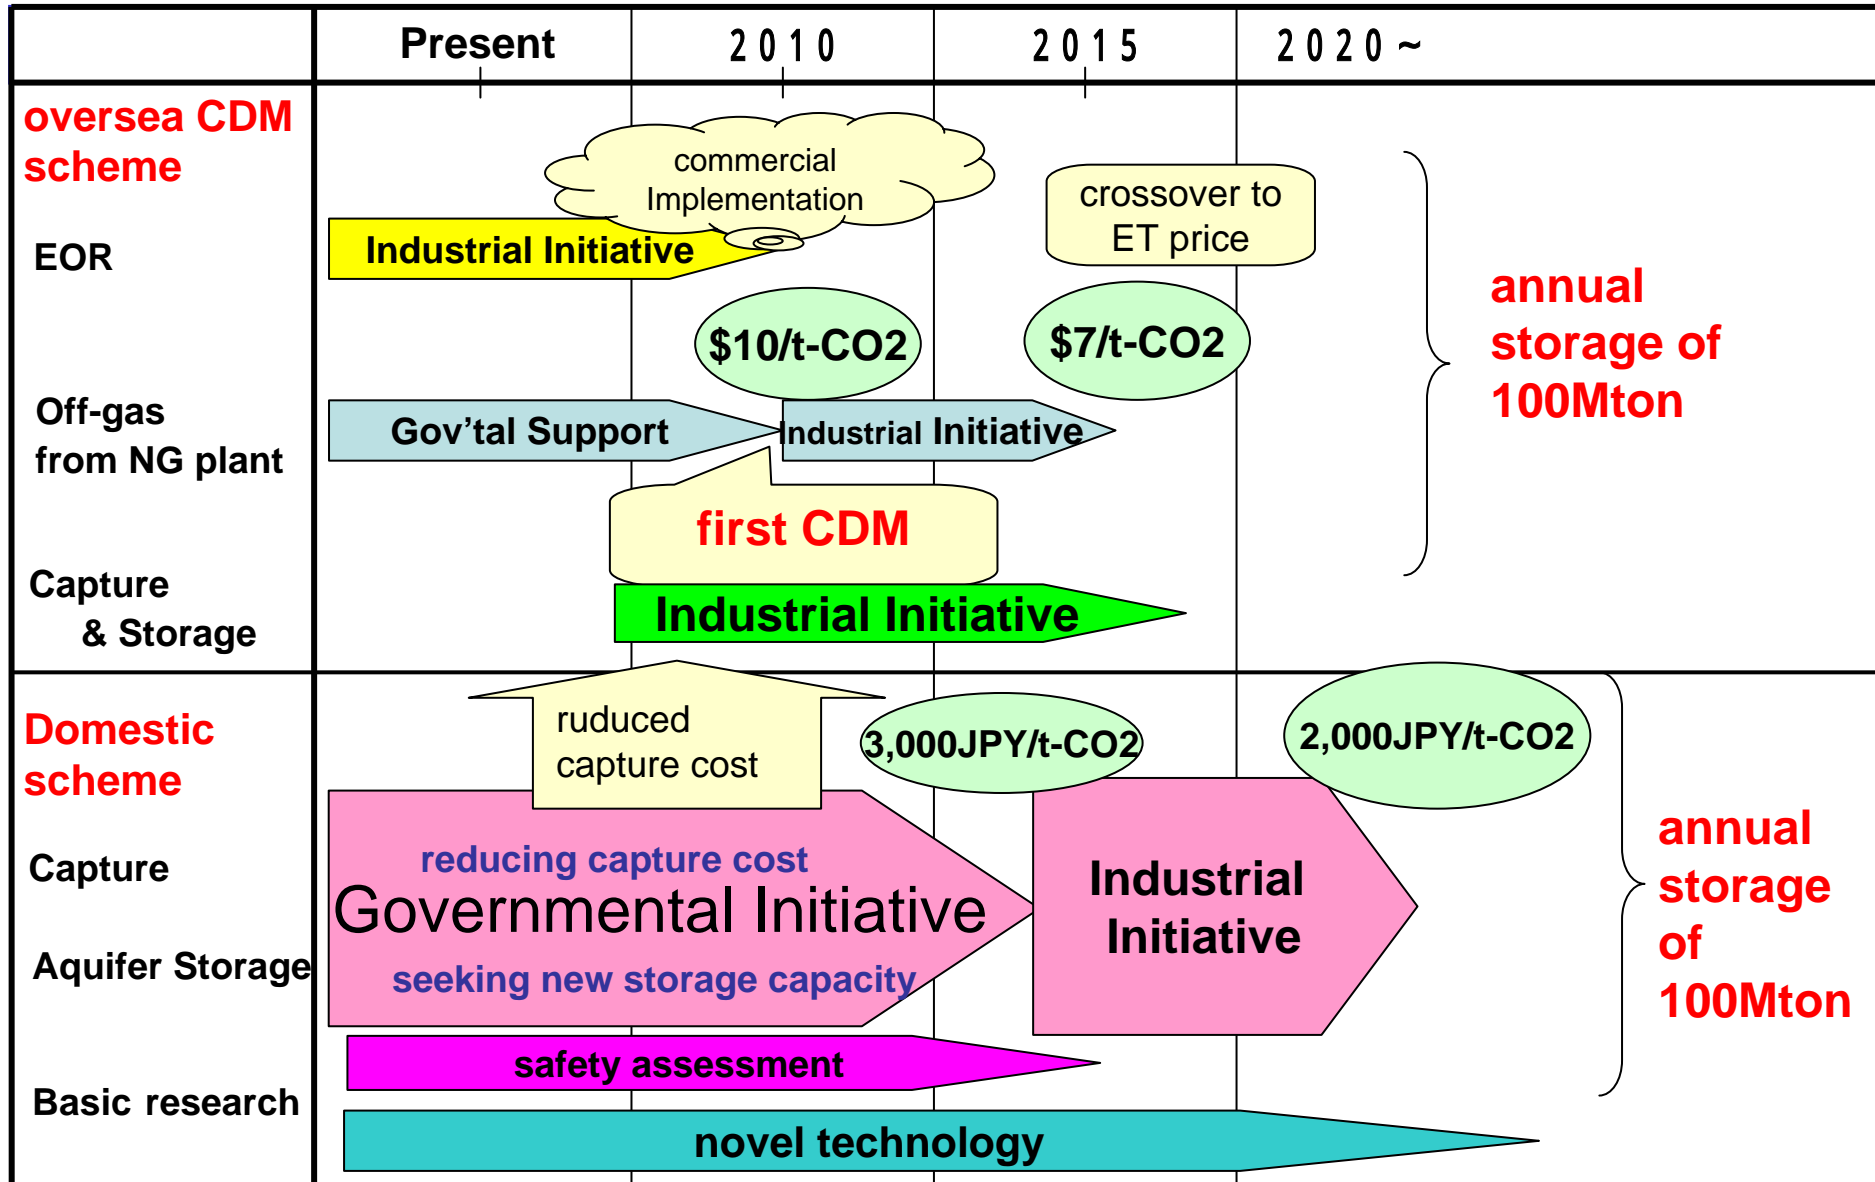 Present
2010
2015
2020~
oversea CDM
scheme
commercial
Implementation
crossover to
ET price
EOR
Industrial Initiative
annual
storage of
100Mton
$10/t-CO2
$7/t-CO2
Off-gas
from NG plant
Gov'tal Support
Industrial Initiative
first CDM
Capture
& Storage
Industrial Initiative
Domestic
scheme
ruduced
capture cost
3,000JPY/t-CO2
2,000JPY/t-CO2
Capture
reducing capture cost
Governmental Initiative
seeking new storage capacity
Industrial
Initiative
annual
storage
of
100Mton
Aquifer Storage
safety assessment
Basic research
novel technology